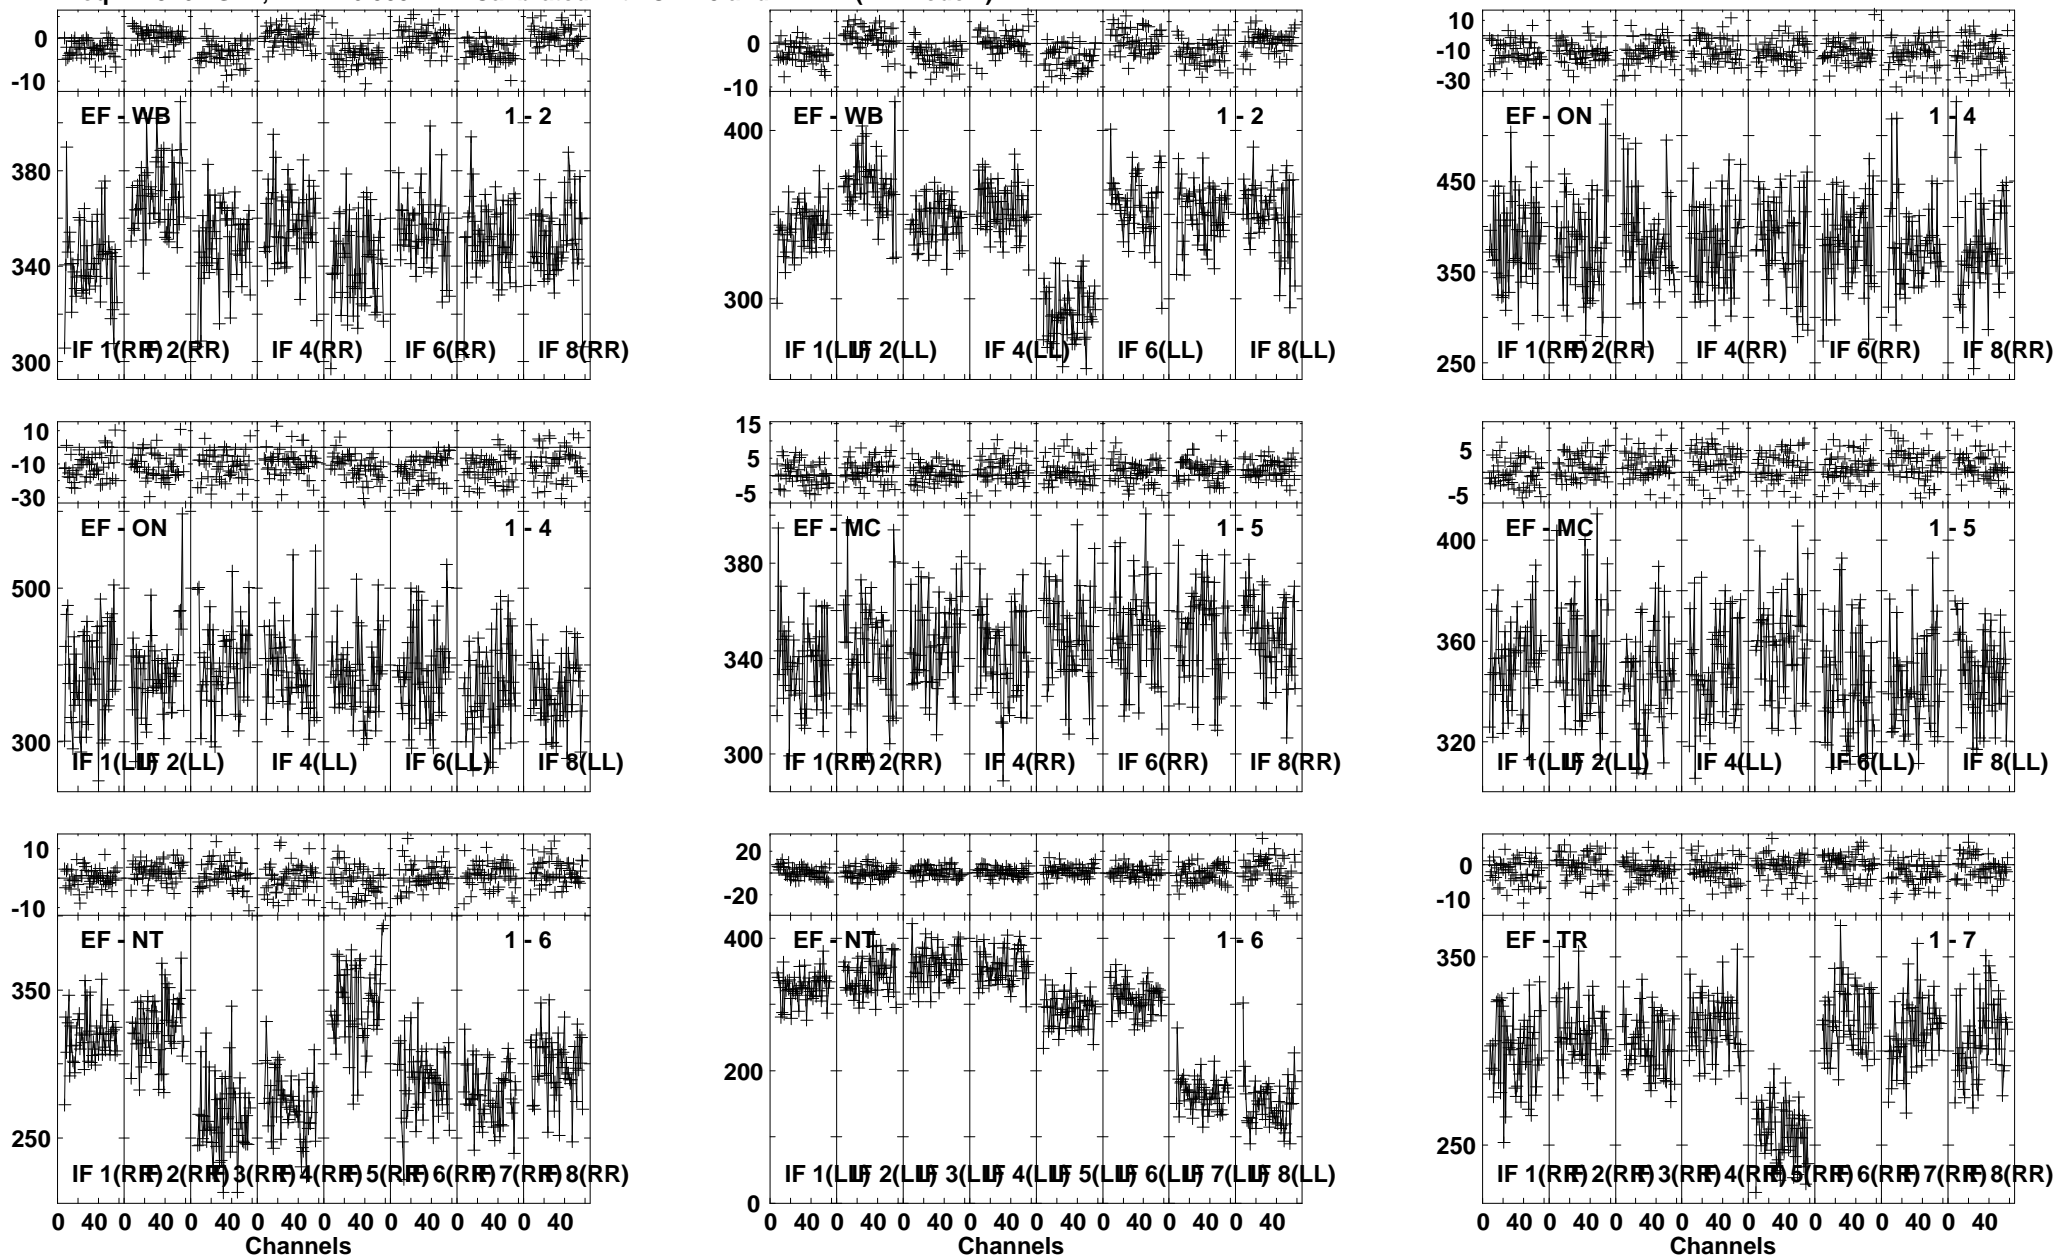 0
-10
EF - WB 1 - 2
380
340
300
IF 1(RR) IF 2(RR) IF 4(RR) IF 6(RR) IF 8(RR)
0
-10
EF - WB 1 - 2
400
300
IF 1(LL) IF 2(LL) IF 4(LL) IF 6(LL) IF 8(LL)
10
-10
-30
EF - ON 1 - 4
450
350
250
IF 1(RR) IF 2(RR) IF 4(RR) IF 6(RR) IF 8(RR)
10
-10
-30
EF - ON 1 - 4
500
300
IF 1(LL) IF 2(LL) IF 4(LL) IF 6(LL) IF 8(LL)
15
5
-5
EF - MC 1 - 5
380
340
300
IF 1(RR) IF 2(RR) IF 4(RR) IF 6(RR) IF 8(RR)
5
-5
EF - MC 1 - 5
400
360
320
IF 1(LL) IF 2(LL) IF 4(LL) IF 6(LL) IF 8(LL)
10
-10
EF - NT 1 - 6
350
250
IF 1(RR) IF 2(RR) IF 3(RR) IF 4(RR) IF 5(RR) IF 6(RR) IF 7(RR) IF 8(RR)
0 40 0 40 0 40 0 40 0 40 0 40 0 40 0 40
Channels
20
-20
EF - NT 1 - 6
400
200
0
IF 1(LL) IF 2(LL) IF 3(LL) IF 4(LL) IF 5(LL) IF 6(LL) IF 7(LL) IF 8(LL)
0 40 0 40 0 40 0 40 0 40 0 40 0 40 0 40
Channels
0
-10
EF - TR 1 - 7
350
250
IF 1(RR) IF 2(RR) IF 3(RR) IF 4(RR) IF 5(RR) IF 6(RR) IF 7(RR) IF 8(RR)
0 40 0 40 0 40 0 40 0 40 0 40 0 40 0 40
Channels